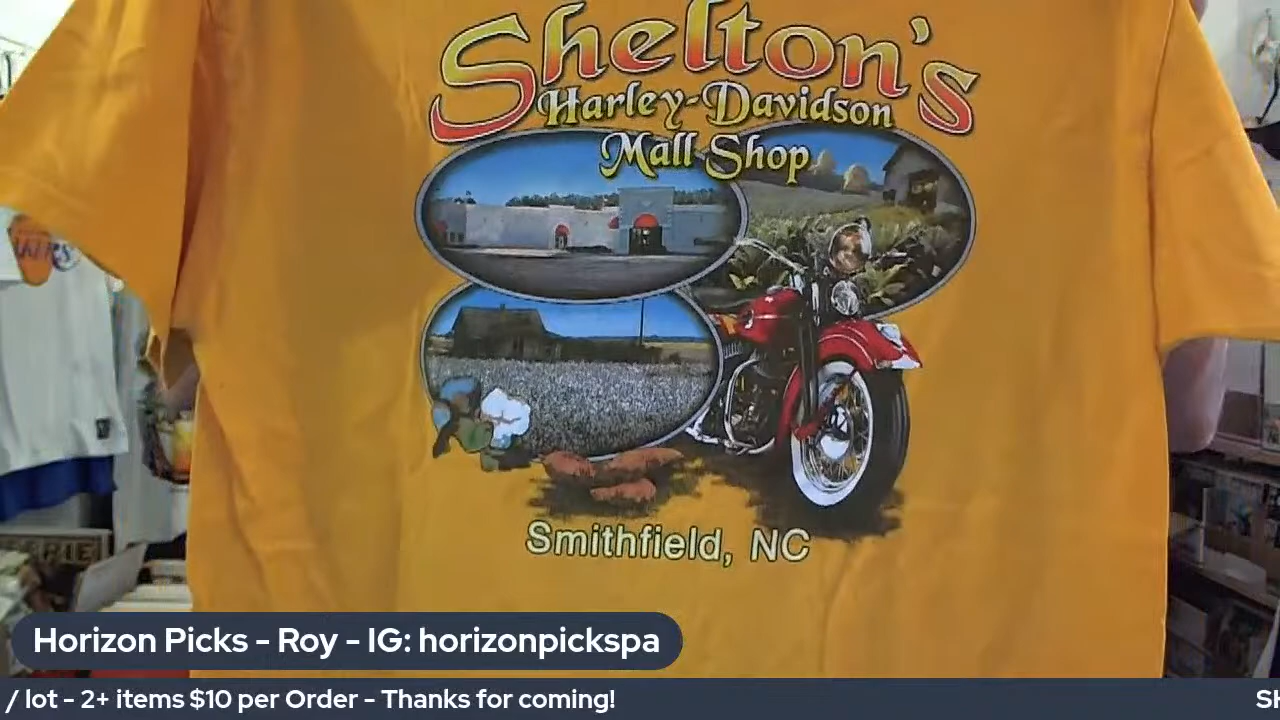 Shelton's
Harley-Davidson
Mall Shop
Smithfield, NC
Horizon Picks - Roy - IG: horizonpickspa
/ lot - 2+ items $10 per Order - Thanks for coming!
SH